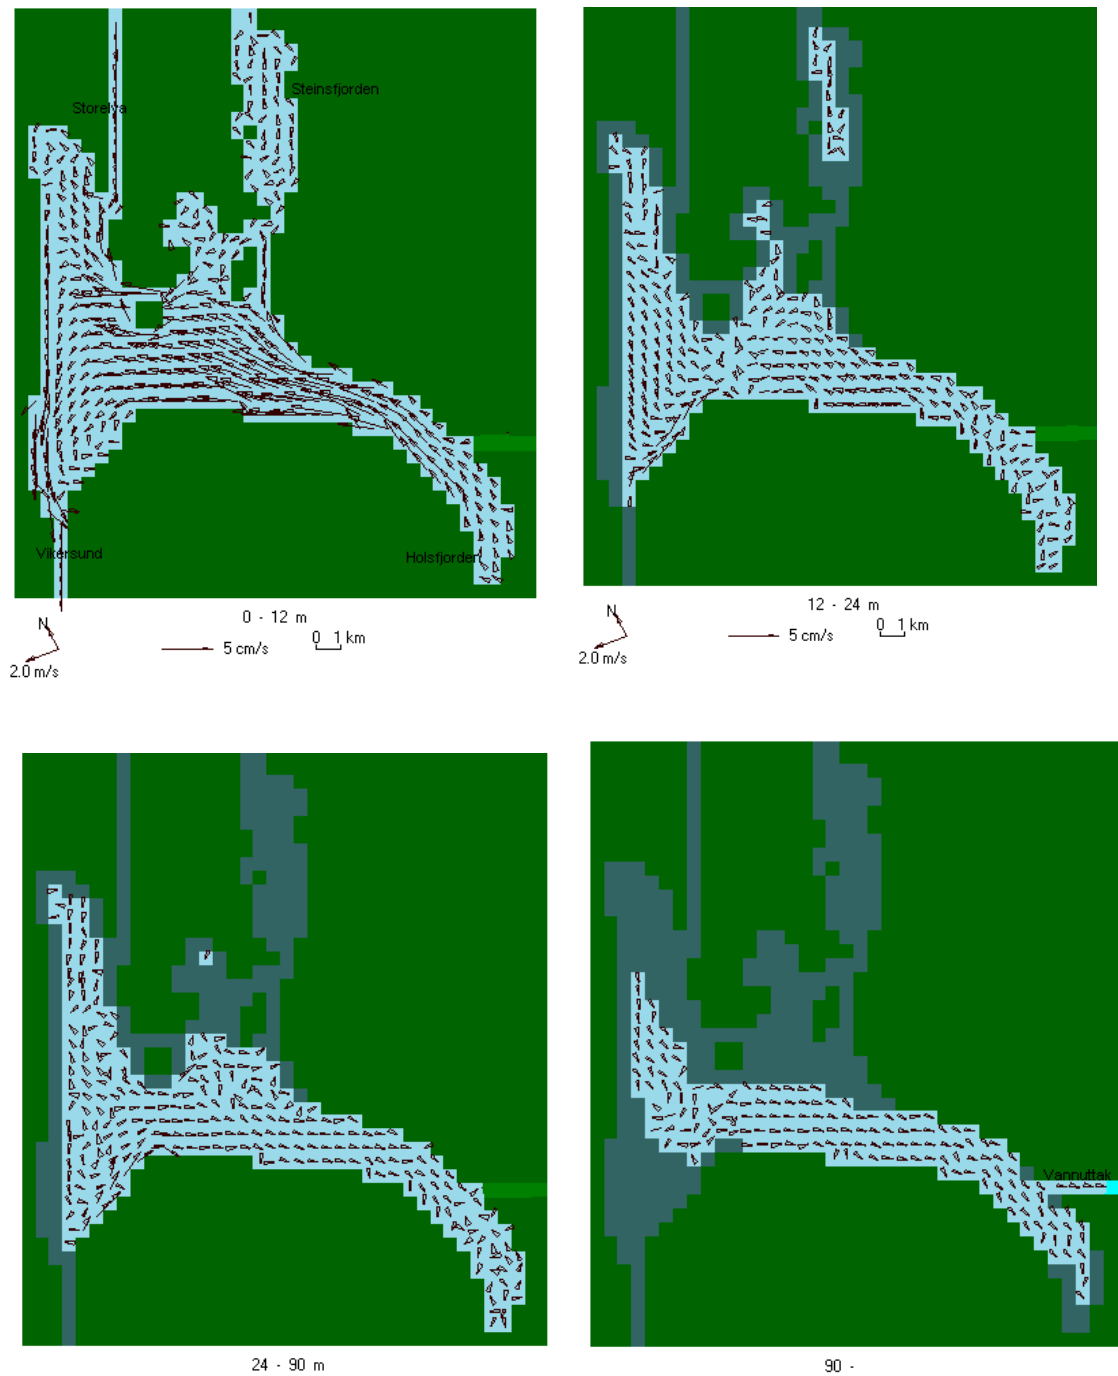 Steinsfjorden
Storelva
Vikersund
Holsfjorden
0 - 12 m
N
2.0 m/s
5 cm/s
0 1 km
12 - 24 m
N
2.0 m/s
5 cm/s
0 1 km
Vannuttak
24 - 90 m
90 -